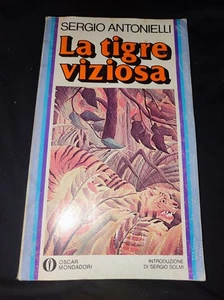 SERGIO ANTONIELLI
La tigre
viziosa
OSCAR
MONDADORI
INTRODUZIONE
DI SERGIO SOLMI